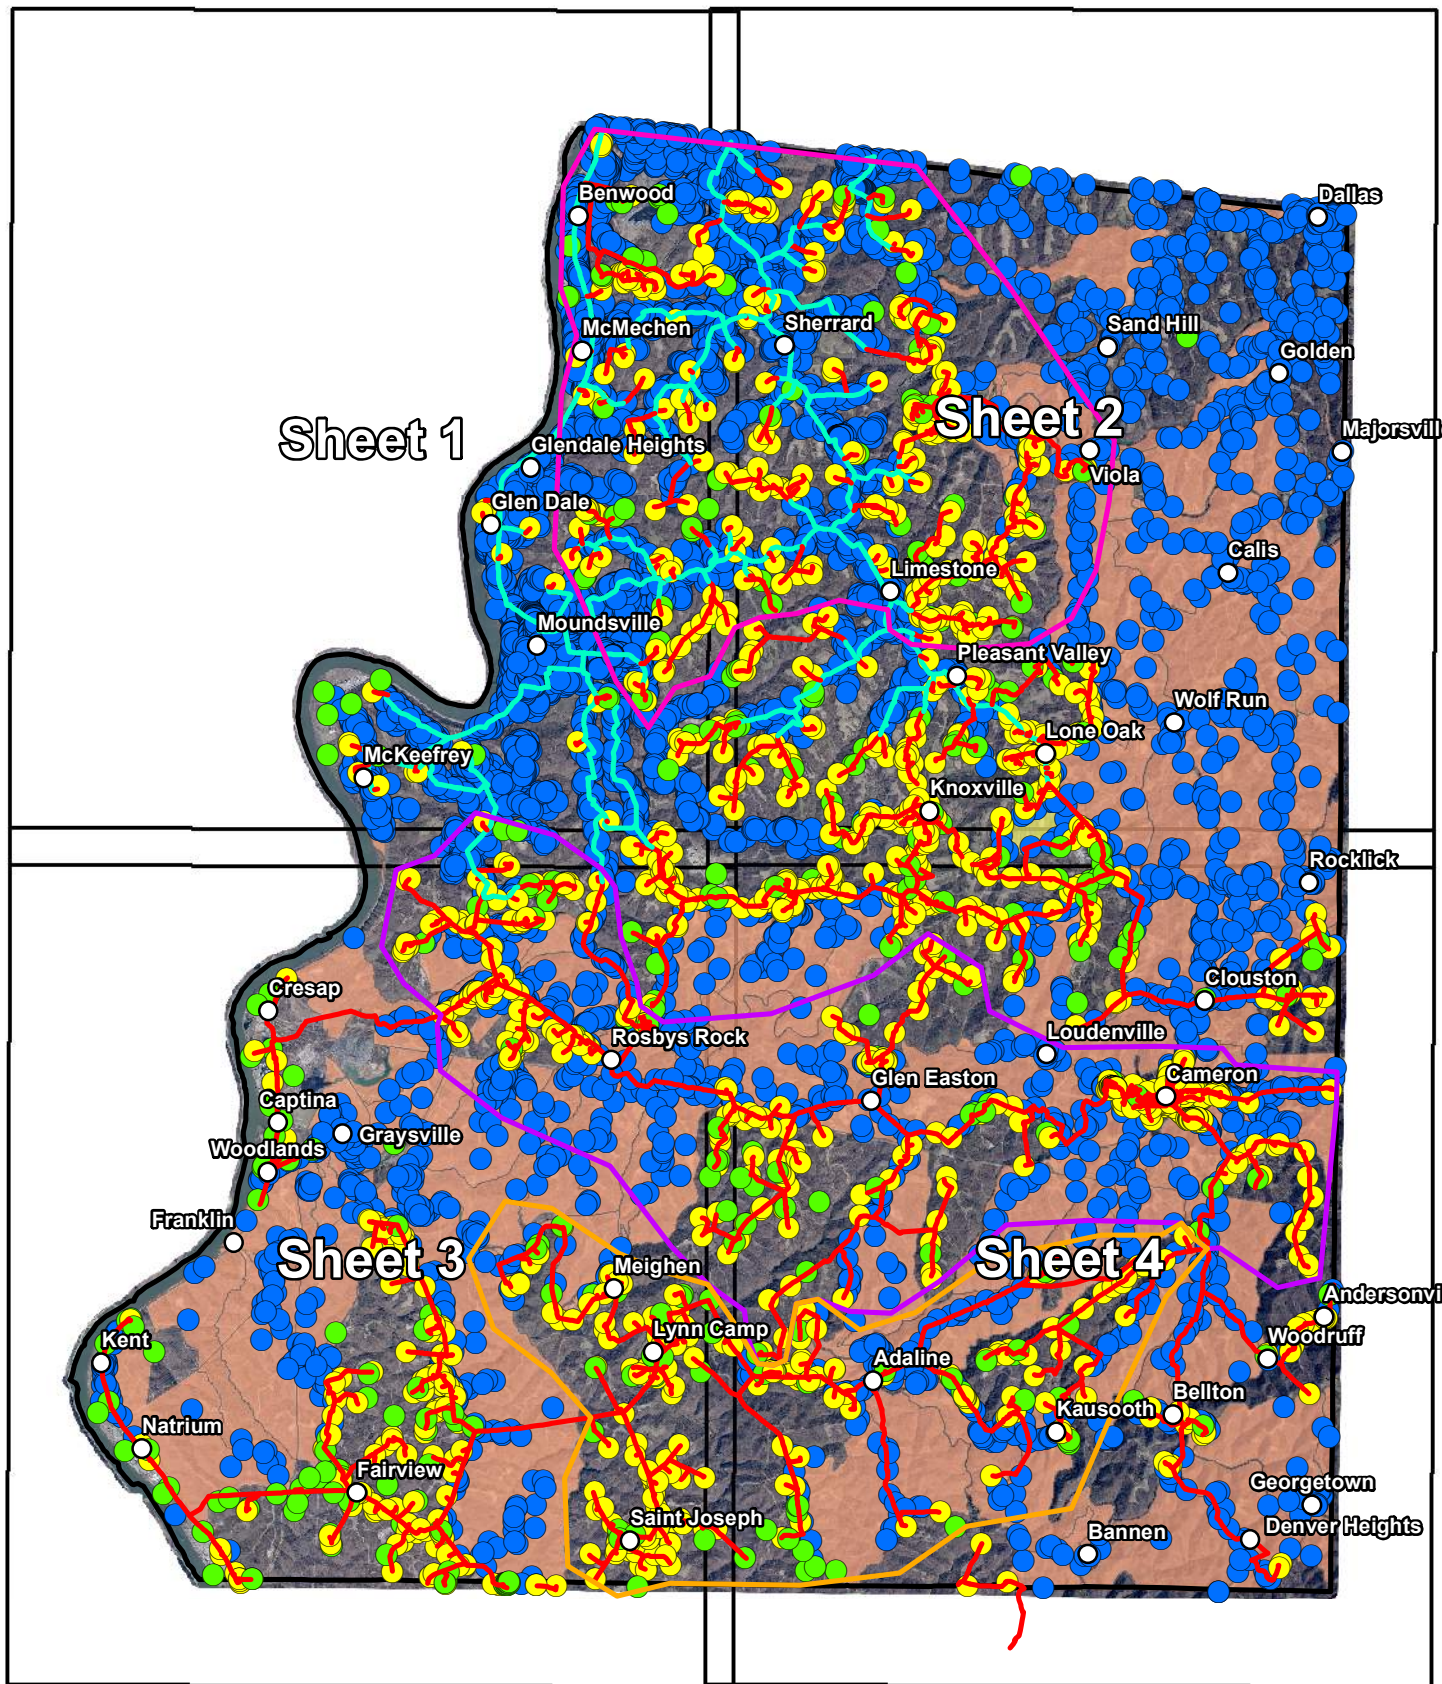 Benwood
Dallas
McMechen
Sherrard
Sand Hill
Golden
Sheet 1
Sheet 2
Majorsvill
Glendale Heights
Viola
Glen Dale
Calis
Limestone
Moundsville
Pleasant Valley
Wolf Run
Lone Oak
McKeefrey
Knoxville
Rocklick
Cresap
Clouston
Rosbys Rock
Loudenville
Glen Easton
Cameron
Captina
Graysville
Woodlands
Franklin
Sheet 3
Sheet 4
Meighen
Andersonvi
Lynn Camp
Woodruff
Kent
Adaline
Bellton
Kausooth
Natrium
Fairview
Georgetown
Saint Joseph
Bannen
Denver Heights